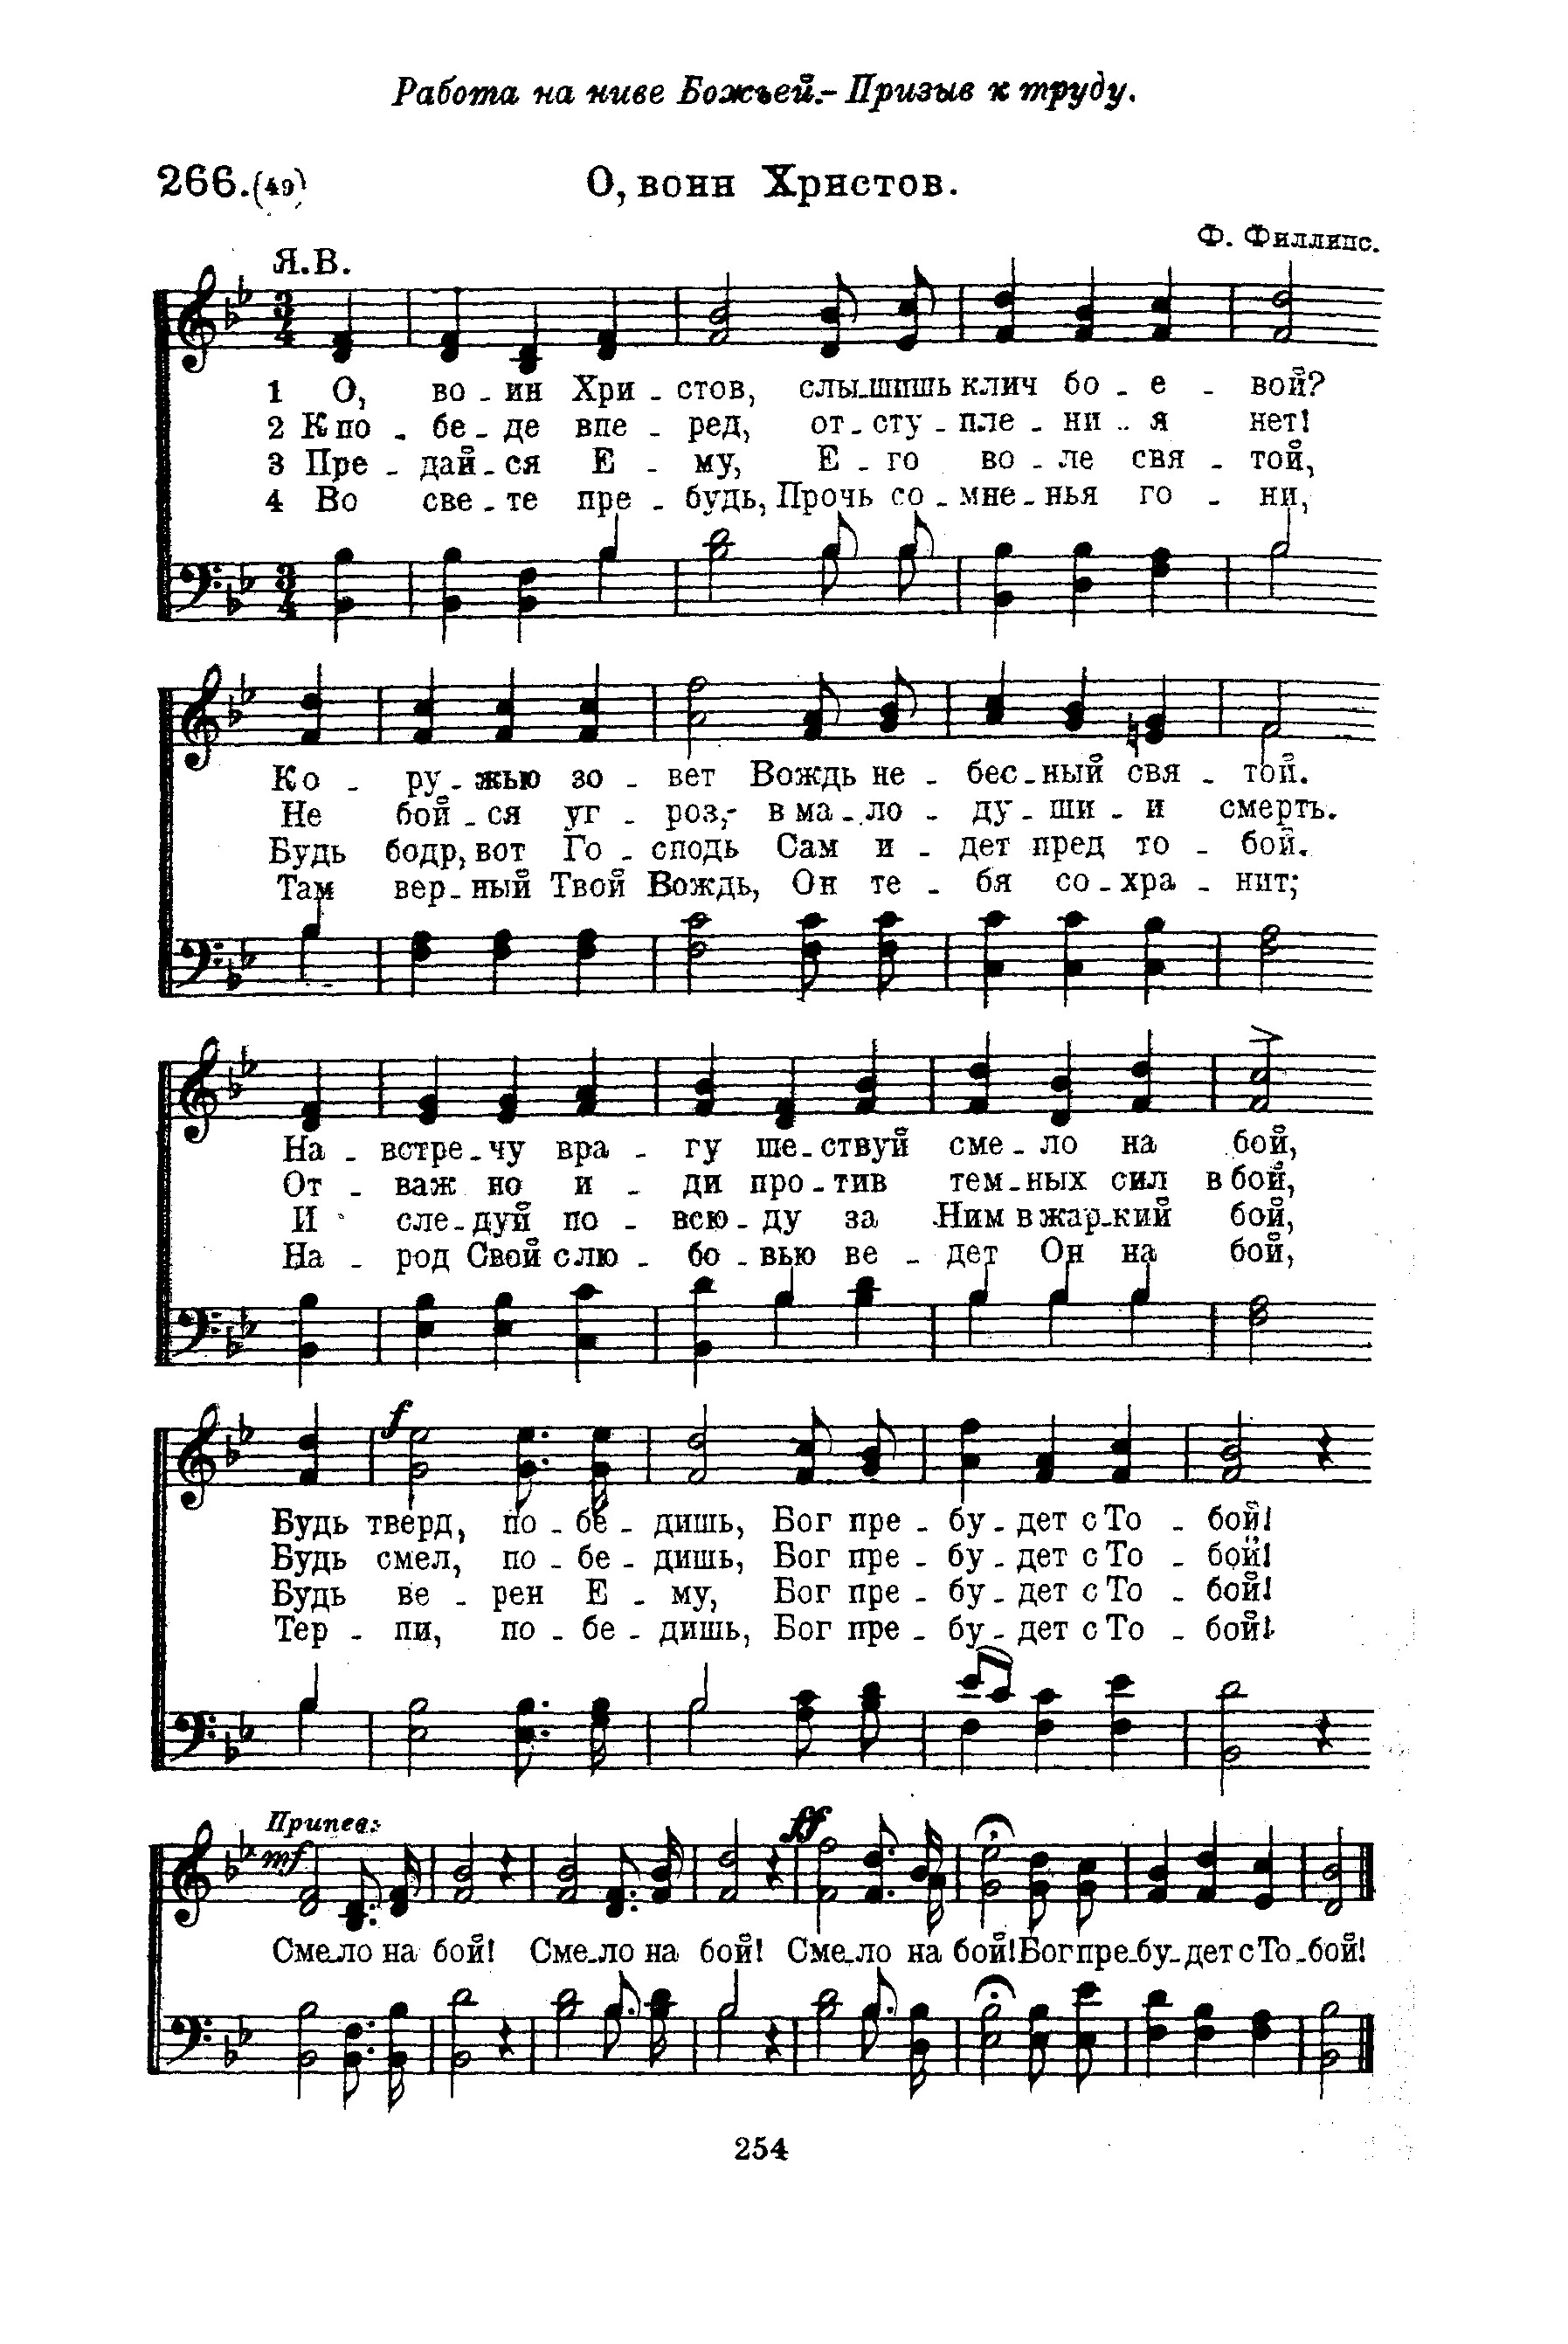 Работа на ниве Божьей.- Призыв к труду.
266.(49)
О, воин Христов.
Ф. Филлипс.
Я.В.
1 О, во - ин Хри - стов, слы-шишь клич бо - е - вой?
2 К по - бе - де впе - ред, от - сту - пле - ни - я нет!
3 Пре - дай - ся Е - му, Е - го во - ле свя - той,
4 Во све - те пре - будь, Прочь со - мне - нья го - ни,
К о - ру - жью зо - вет Вождь не - бес - ный свя - той.
Не бой - ся уг - роз,- в ма - ло - ду - ши - и смерть.
Будь бодр, вот Го - сподь Сам и - дет пред то - бой.
Там вер - ный Твой Вождь, Он те - бя со - хра - нит;
На - встре - чу вра - гу ше - ствуй сме - ло на бой,
От - важ но и - ди про - тив тем - ных сил в бой,
И сле - дуй по - всю - ду за Ним в жар - кий бой,
На - род Свой с лю - бо - вью ве - дет Он на бой,
f
Будь тверд, по - бе - дишь, Бог пре - бу - дет с То - бой!
Будь смел, по - бе - дишь, Бог пре - бу - дет с То - бой!
Будь ве - рен Е - му, Бог пре - бу - дет с То - бой!
Тер - пи, по - бе - дишь, Бог пре - бу - дет с То - бой!
Припев:
mf ff
Сме-ло на бой! Сме-ло на бой! Сме-ло на бой! Бог пре-бу-дет с То-бой!
254